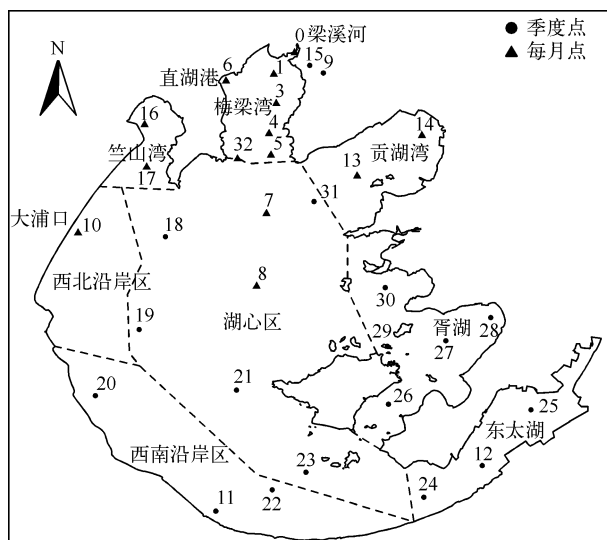 0 梁溪河
● 季度点
▲ 每月点
N
15
9
6
1
直湖港
3
梅梁湾
16
4
14
贡湖湾
竺山湾
32
5
13
17
31
大浦口
10
7
18
西北沿岸区
8
30
湖心区
19
29
胥湖
28
27
20
21
26
25
东太湖
西南沿岸区
23
12
24
11
22